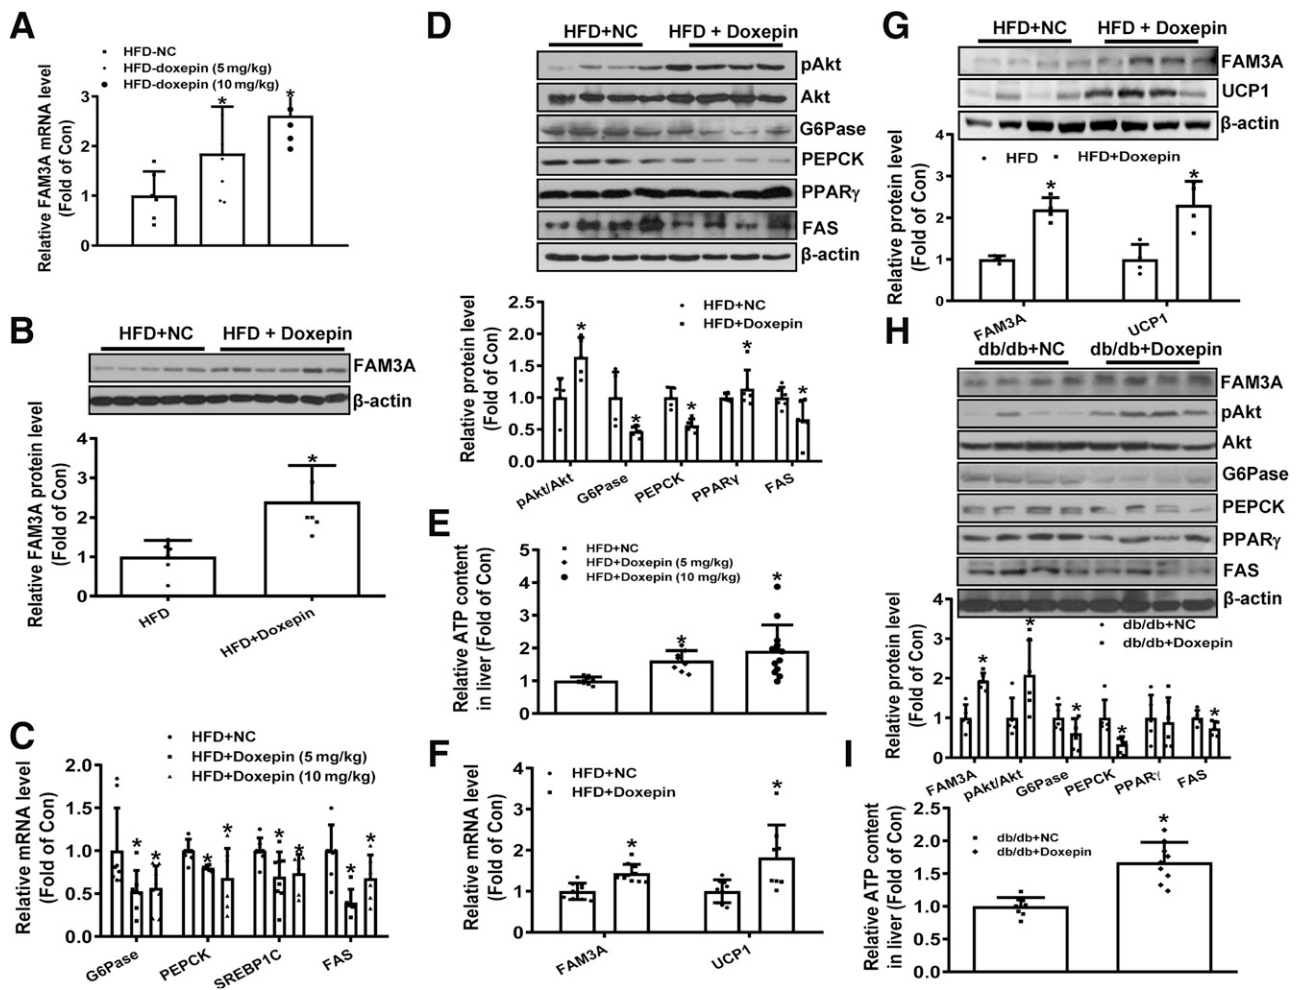 A
HFD-NC
HFD-doxepin (5 mg/kg)
HFD-doxepin (10 mg/kg)
Relative FAM3A mRNA level
(Fold of Con)
3
2
1
0
*
*
B
HFD+NC
HFD + Doxepin
FAM3A
β-actin
Relative FAM3A protein level
(Fold of Con)
4
3
2
1
0
*
HFD
HFD+Doxepin
C
HFD+NC
HFD+Doxepin (5 mg/kg)
HFD+Doxepin (10 mg/kg)
Relative mRNA level
(Fold of Con)
2.0
1.5
1.0
0.5
0.0
* * * * * * * *
G6Pase
PEPCK
SREBP1C
FAS
D
HFD+NC
HFD + Doxepin
pAkt
Akt
G6Pase
PEPCK
PPARγ
FAS
β-actin
Relative protein level
(Fold of Con)
2.5
2.0
1.5
1.0
0.5
0.0
HFD+NC
HFD+Doxepin
* * * * *
pAkt/Akt
G6Pase
PEPCK
PPARγ
FAS
E
Relative ATP content
in liver (Fold of Con)
5
4
3
2
1
0
HFD+NC
HFD+Doxepin (5 mg/kg)
HFD+Doxepin (10 mg/kg)
*
*
F
Relative mRNA level
(Fold of Con)
4
3
2
1
0
HFD+NC
HFD+Doxepin
*
*
FAM3A
UCP1
G
HFD+NC
HFD + Doxepin
FAM3A
UCP1
β-actin
Relative protein level
(Fold of Con)
4
3
2
1
0
HFD
HFD+Doxepin
*
*
FAM3A
UCP1
H
db/db+NC
db/db+Doxepin
FAM3A
pAkt
Akt
G6Pase
PEPCK
PPARγ
FAS
β-actin
Relative protein level
(Fold of Con)
4
3
2
1
0
db/db+NC
db/db+Doxepin
* * * * *
FAM3A
pAkt/Akt
G6Pase
PEPCK
PPARγ
FAS
I
Relative ATP content
in liver (Fold of Con)
2.5
2.0
1.5
1.0
0.5
0.0
db/db+NC
db/db+Doxepin
*